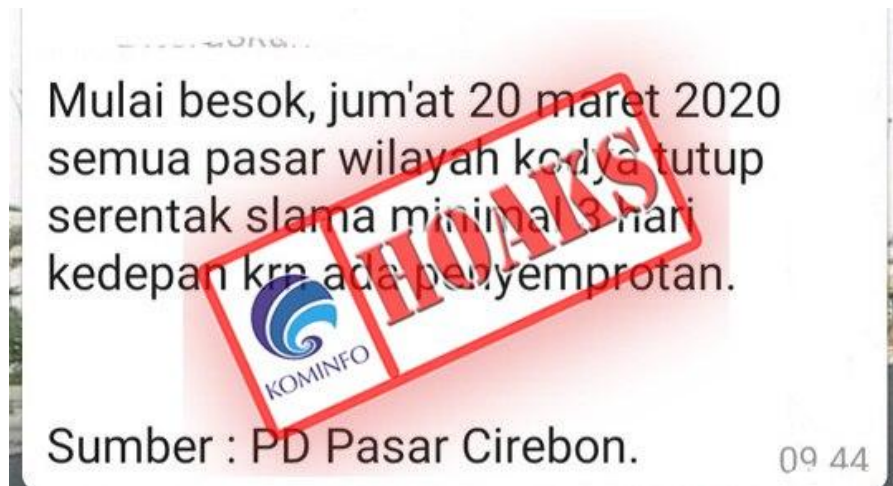 Mulai besok, jum'at 20 maret 2020
semua pasar wilayah kodya tutup
serentak slama minimal 3 hari
kedepan krn ada penyemprotan.
HOAKS
KOMINFO
Sumber : PD Pasar Cirebon.
09 44